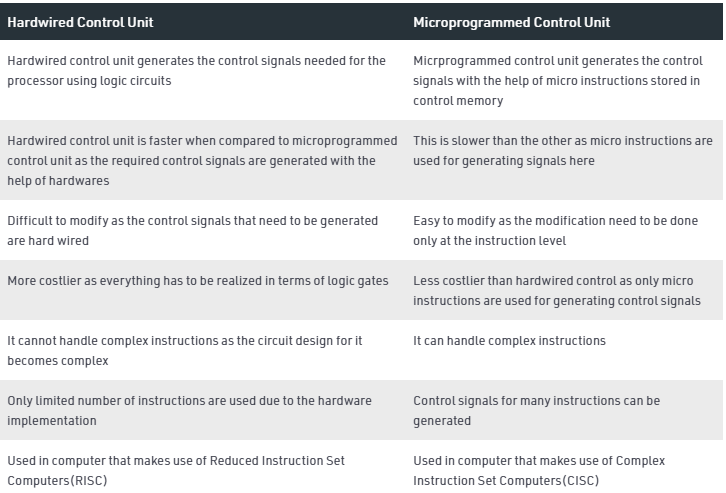 Hardwired Control Unit
Microprogrammed Control Unit
Hardwired control unit generates the control signals needed for the
processor using logic circuits
Micrprogrammed control unit generates the control
signals with the help of micro instructions stored in
control memory
Hardwired control unit is faster when compared to microprogrammed
control unit as the required control signals are generated with the
help of hardwares
This is slower than the other as micro instructions are
used for generating signals here
Difficult to modify as the control signals that need to be generated
are hard wired
Easy to modify as the modification need to be done
only at the instruction level
More costlier as everything has to be realized in terms of logic gates
Less costlier than hardwired control as only micro
instructions are used for generating control signals
It cannot handle complex instructions as the circuit design for it
becomes complex
It can handle complex instructions
Only limited number of instructions are used due to the hardware
implementation
Control signals for many instructions can be
generated
Used in computer that makes use of Reduced Instruction Set
Computers(RISC)
Used in computer that makes use of Complex
Instruction Set Computers(CISC)